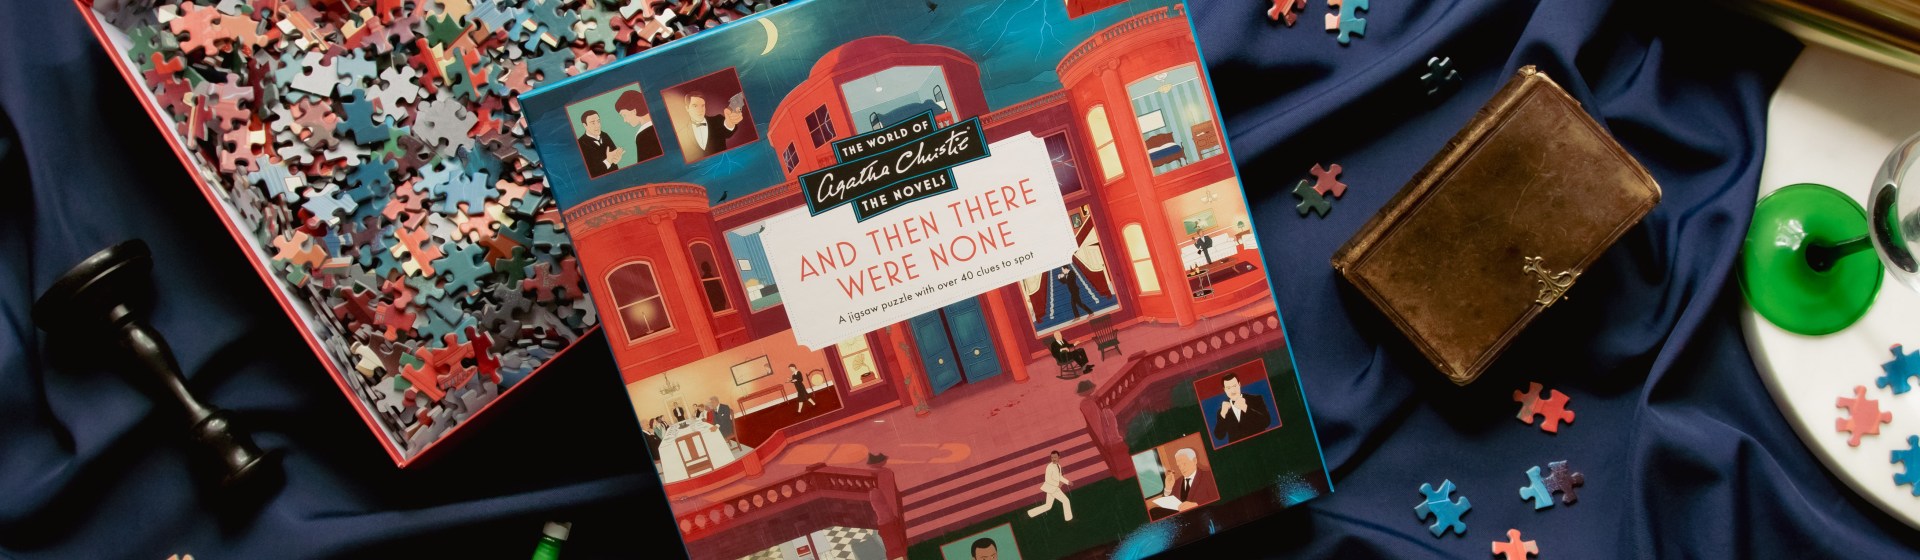 THE WORLD OF
Agatha Christie®
THE NOVELS
AND THEN THERE
WERE NONE
A jigsaw puzzle with over 40 clues to spot